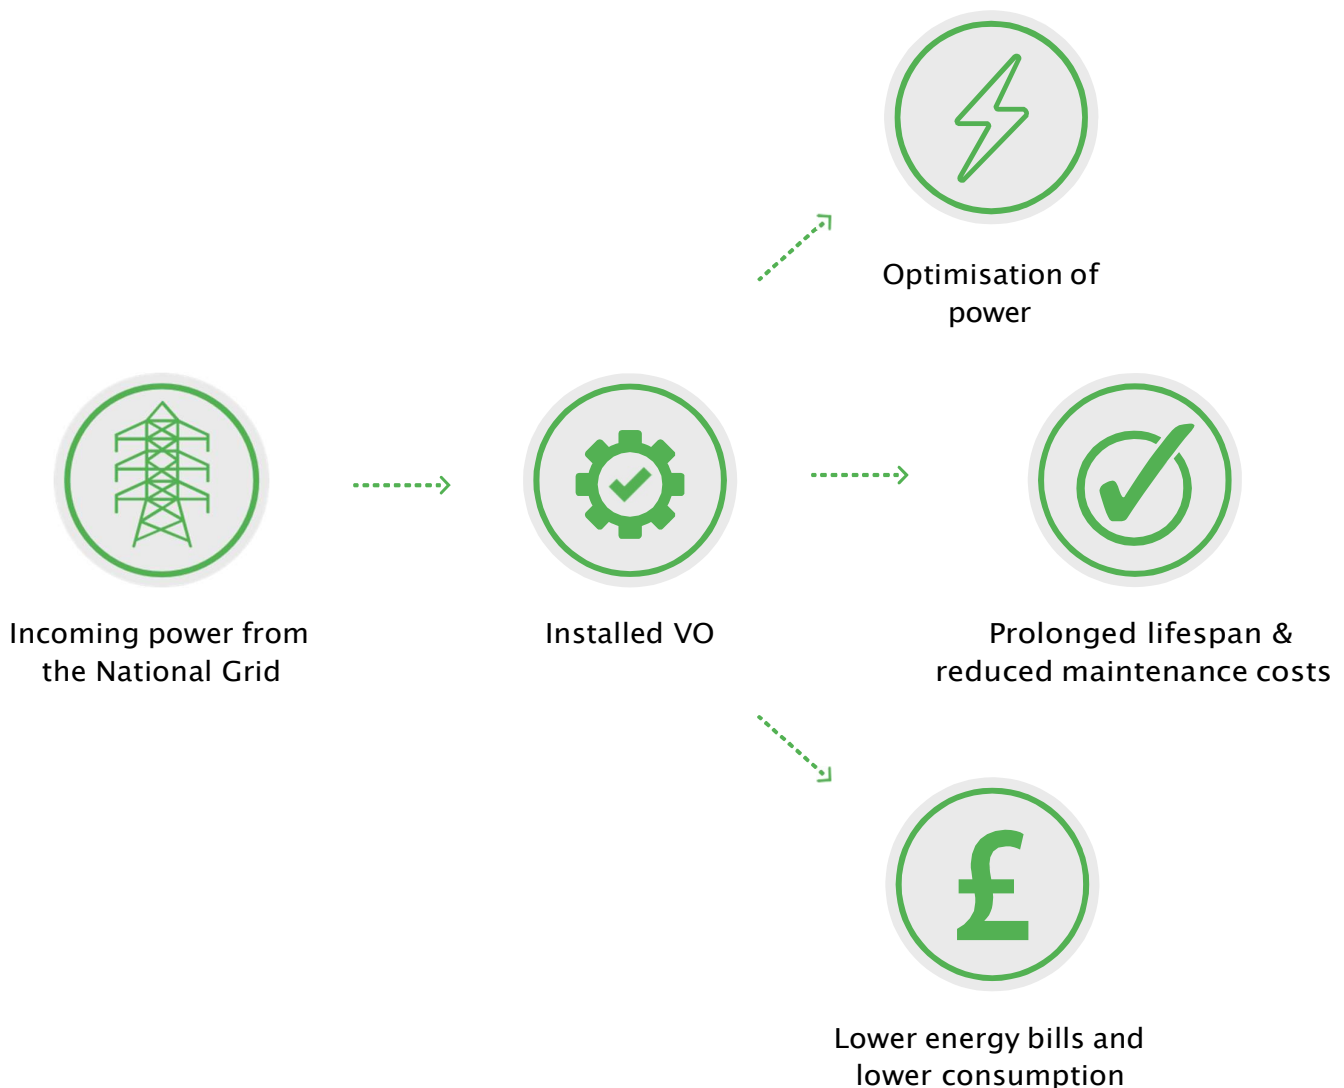 Optimisation of
power
Incoming power from
the National Grid
Installed VO
Prolonged lifespan &
reduced maintenance costs
£
Lower energy bills and
lower consumption